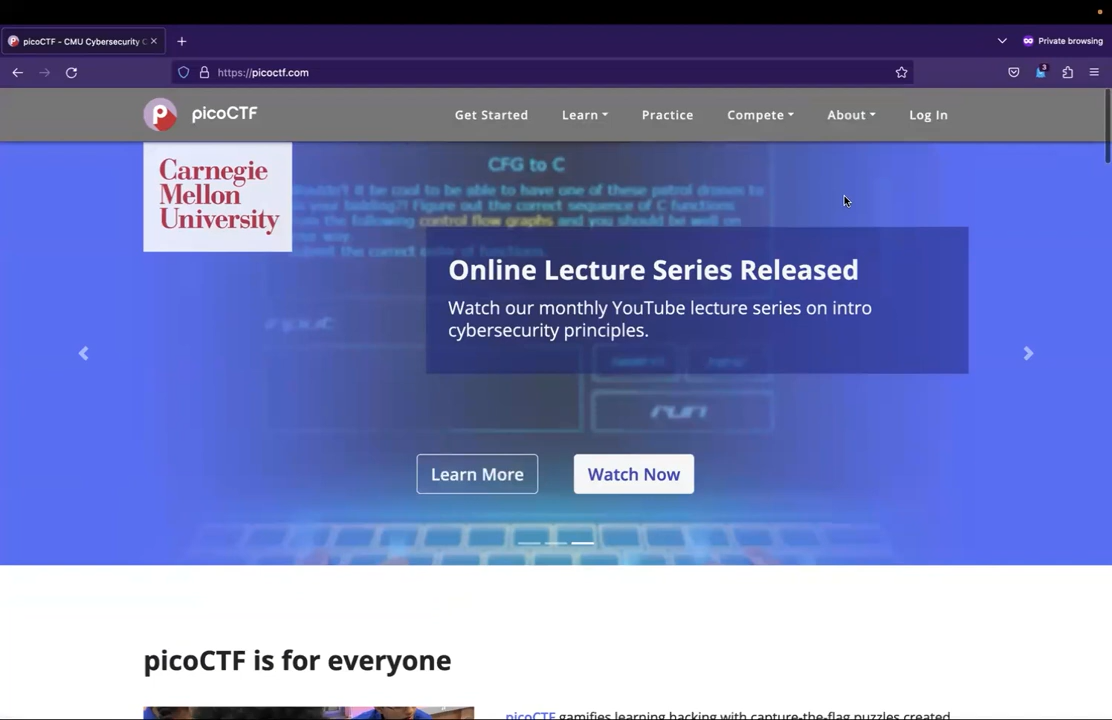 picoCTF - CMU Cybersecurity C
Private browsing
https://picoctf.com
3
picoCTF
Get Started
Learn
Practice
Compete
About
Log In
Carnegie
Mellon
University
CFG to C
Online Lecture Series Released
Watch our monthly YouTube lecture series on intro
cybersecurity principles.
input
run
Learn More
Watch Now
picoCTF is for everyone
picoCTF gamifies learning hacking with capture-the-flag puzzles created